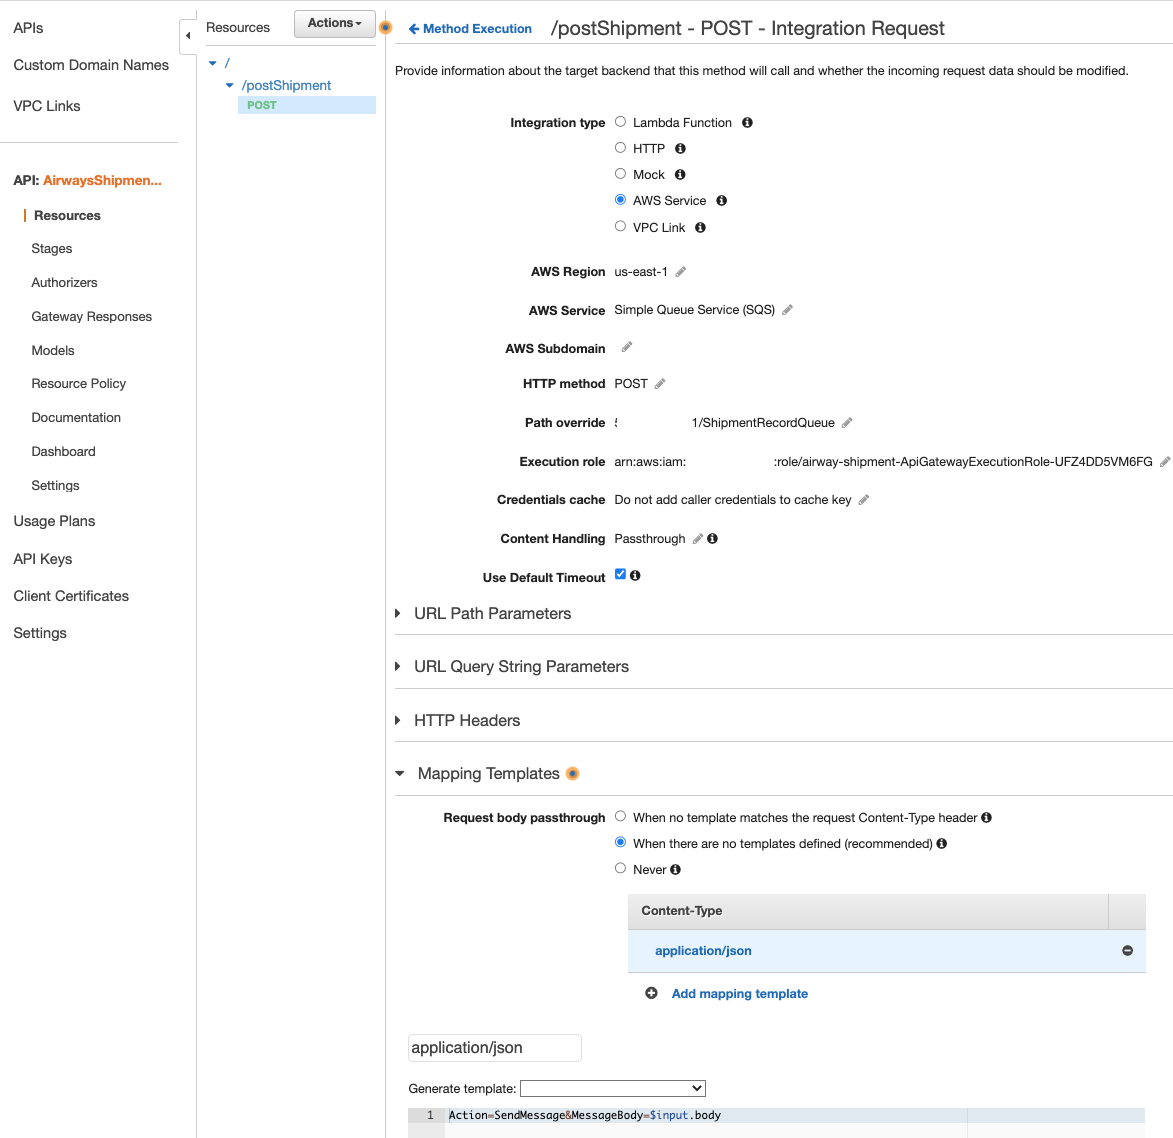 APIs
Custom Domain Names
VPC Links
API: AirwaysShipmen...
Resources
Stages
Authorizers
Gateway Responses
Models
Resource Policy
Documentation
Dashboard
Settings
Usage Plans
API Keys
Client Certificates
Settings
Resources
Actions
/
/postShipment
POST
Method Execution /postShipment - POST - Integration Request
Provide information about the target backend that this method will call and whether the incoming request data should be modified.
Integration type Lambda Function
HTTP
Mock
AWS Service
VPC Link
AWS Region us-east-1
AWS Service Simple Queue Service (SQS)
AWS Subdomain
HTTP method POST
Path override 1/ShipmentRecordQueue
Execution role arn:aws:iam: :role/airway-shipment-ApiGatewayExecutionRole-UFZ4DD5VM6FG
Credentials cache Do not add caller credentials to cache key
Content Handling Passthrough
Use Default Timeout
URL Path Parameters
URL Query String Parameters
HTTP Headers
Mapping Templates
Request body passthrough When no template matches the request Content-Type header
When there are no templates defined (recommended)
Never
Content-Type
application/json
Add mapping template
application/json
Generate template:
1 Action=SendMessage&MessageBody=$input.body